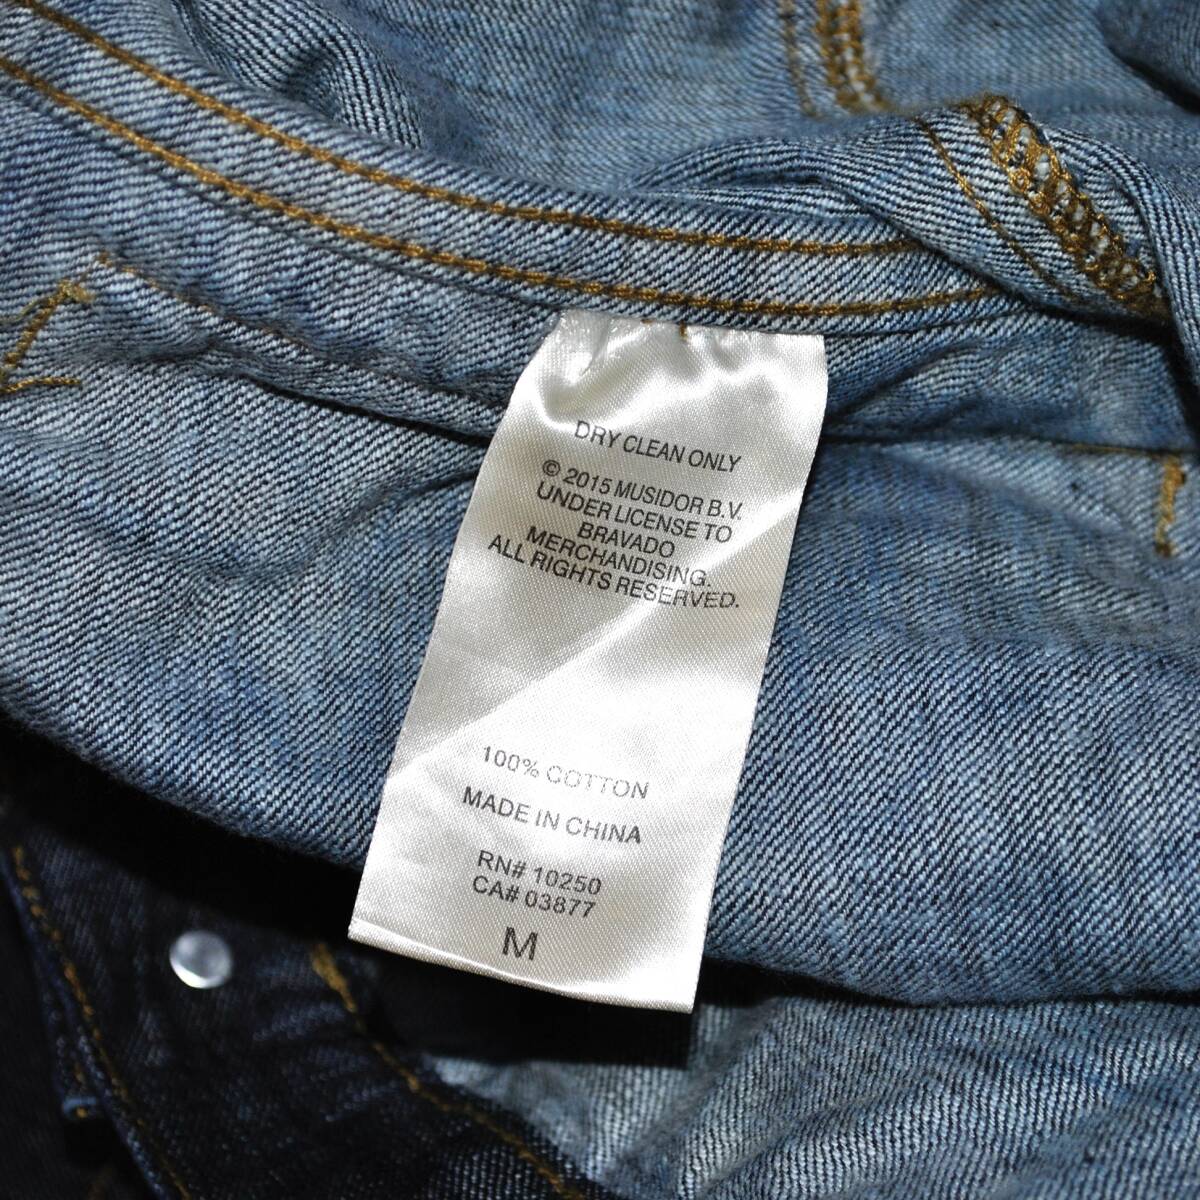 DRY CLEAN ONLY
© 2015 MUSIDOR B.V.
UNDER LICENSE TO
BRAVADO
MERCHANDISING.
ALL RIGHTS RESERVED.
100% COTTON
MADE IN CHINA
RN# 10250
CA# 03877
M